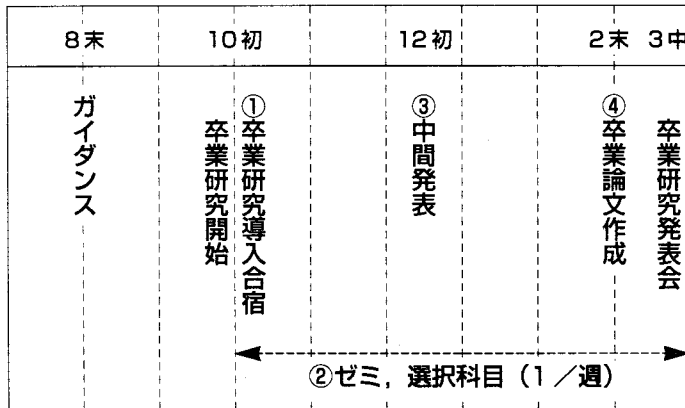 8末 10初 12初 2末 3中
ガイダンス
卒業研究開始
①卒業研究導入合宿
③中間発表
④卒業論文作成
卒業研究発表会
②ゼミ，選択科目（1／週）